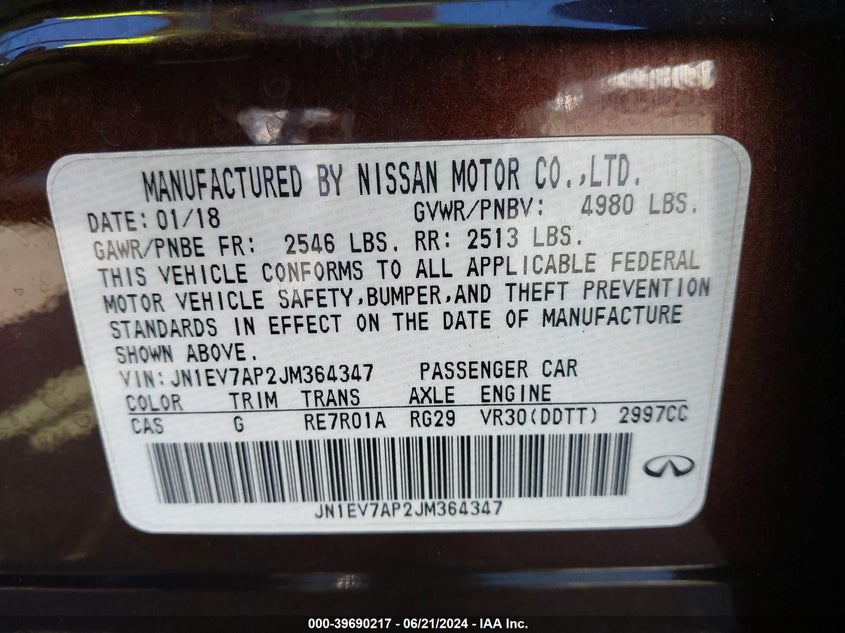 MANUFACTURED BY NISSAN MOTOR CO.,LTD.
DATE: 01/18 GVWR/PNBV: 4980 LBS.
GAWR/PNBE FR: 2546 LBS. RR: 2513 LBS.
THIS VEHICLE CONFORMS TO ALL APPLICABLE FEDERAL
MOTOR VEHICLE SAFETY,BUMPER,AND THEFT PREVENTION
STANDARDS IN EFFECT ON THE DATE OF MANUFACTURE
SHOWN ABOVE.
VIN:JN1EV7AP2JM364347 PASSENGER CAR
COLOR TRIM TRANS AXLE ENGINE
CAS G RE7R01A RG29 VR30(DDTT) 2997CC
JN1EV7AP2JM364347
000-39690217 - 06/21/2024 - IAA Inc.